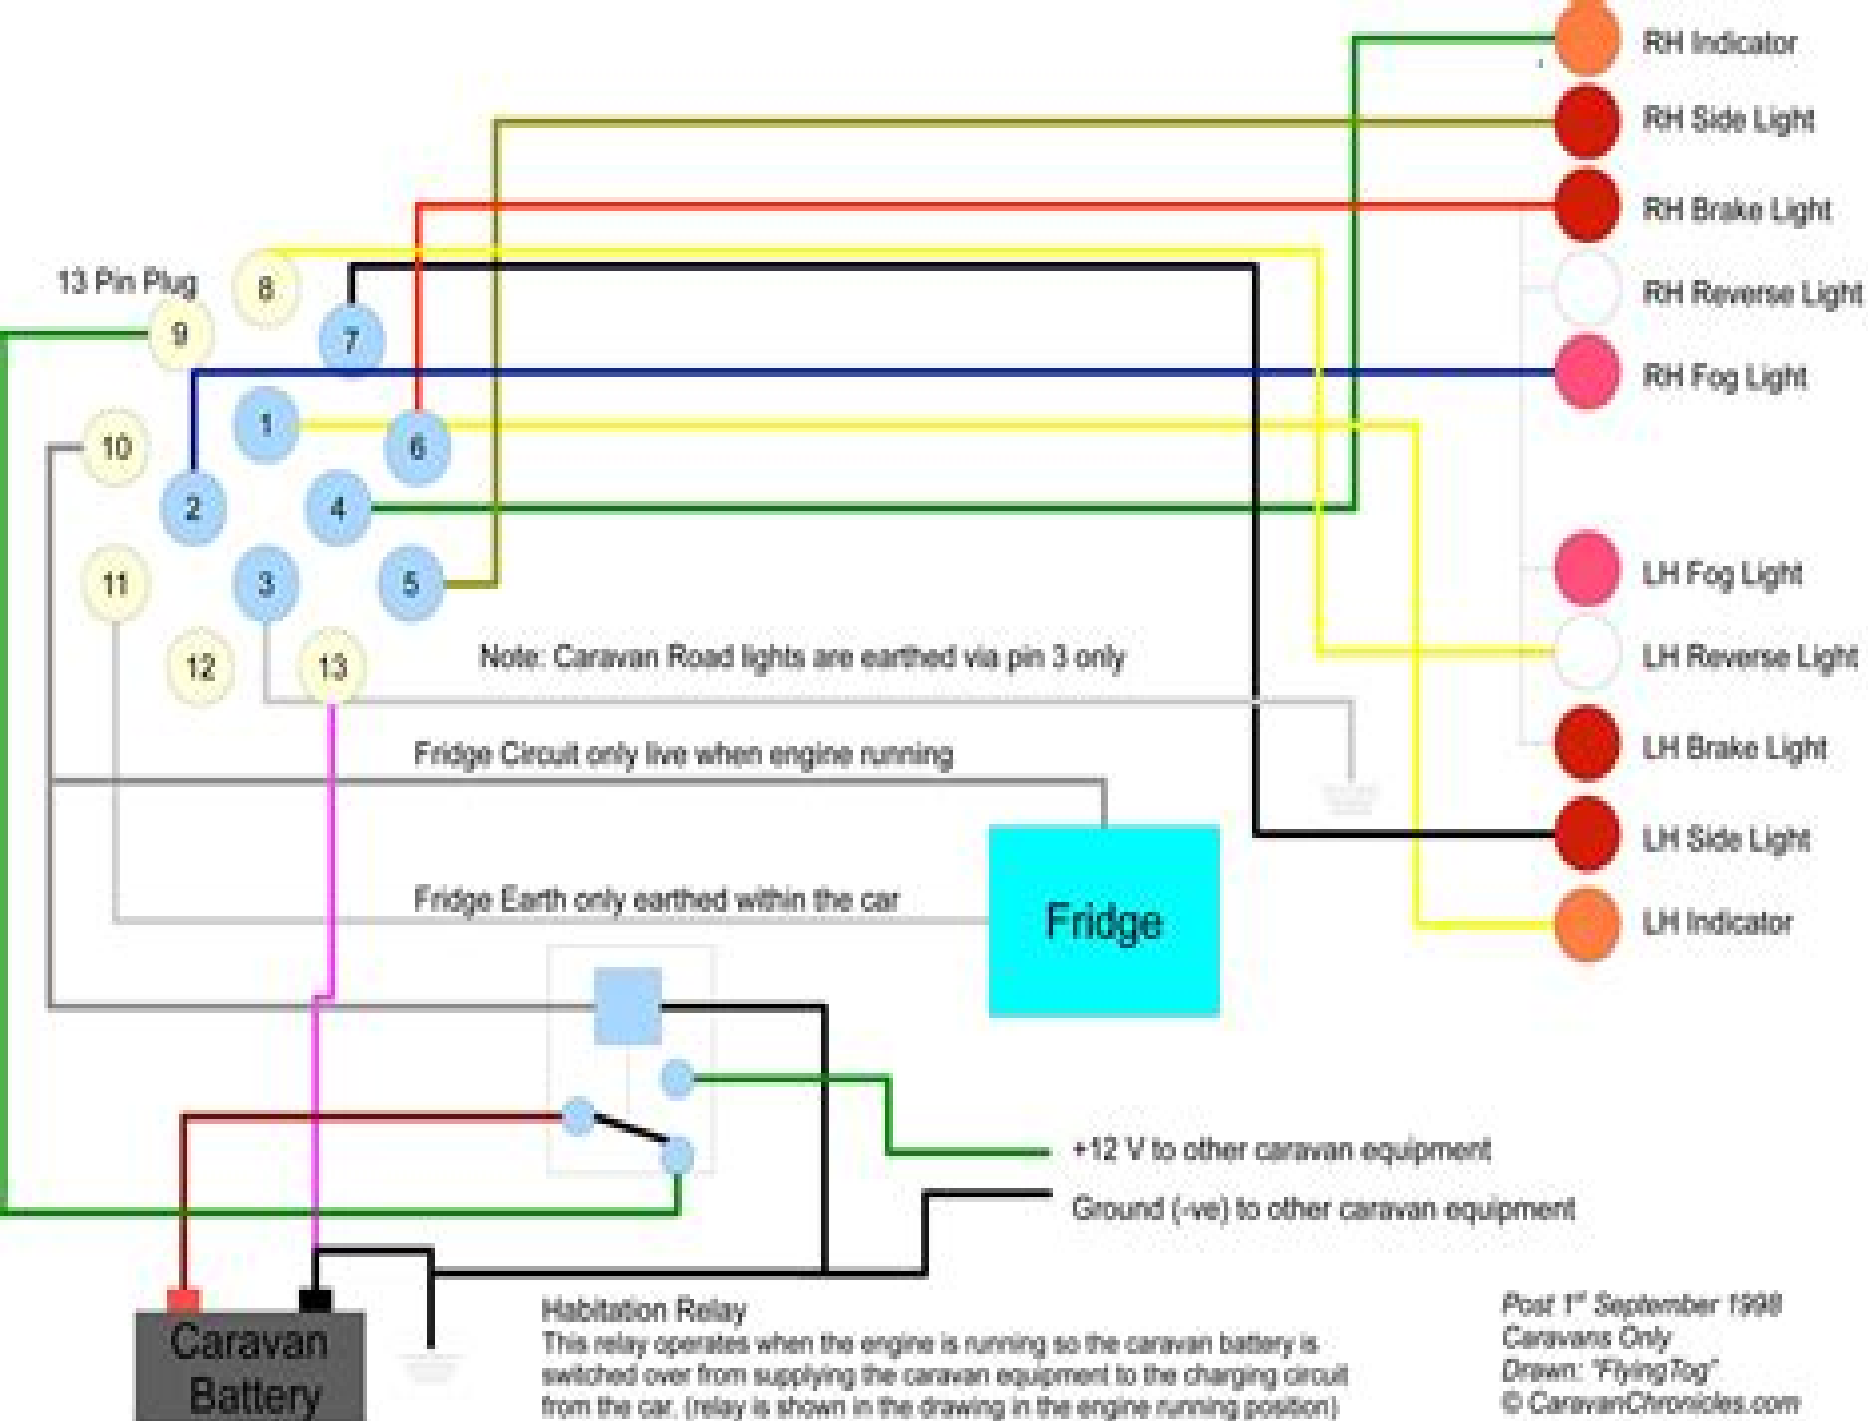 RH Indicator
RH Side Light
RH Brake Light
13 Pin Plug
8
RH Reverse Light
9
7
RH Fog Light
1
10
6
2
4
11
3
5
LH Fog Light
12
13
Note: Caravan Road lights are earthed via pin 3 only
LH Reverse Light
Fridge Circuit only live when engine running
LH Brake Light
LH Side Light
Fridge Earth only earthed within the car
Fridge
LH Indicator
+12 V to other caravan equipment
Ground (-ve) to other caravan equipment
Caravan
Battery
Habitation Relay
This relay operates when the engine is running so the caravan battery is
switched over from supplying the caravan equipment to the charging circuit
from the car. (relay is shown in the drawing in the engine running position)
Post 1st September 1998
Caravans Only
Drawn: "FlyingTog"
© CaravanChronicles.com